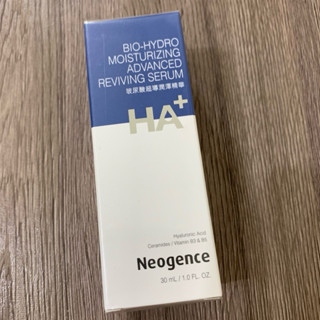 BIO-HYDRO
MOISTURIZING
ADVANCED
REVIVING SERUM
玻尿酸超導潤澤精華
HA+
Hyaluronic Acid
Ceramides / Vitamin B3 & B5
Neogence
30 mL / 1.0 FL. OZ.